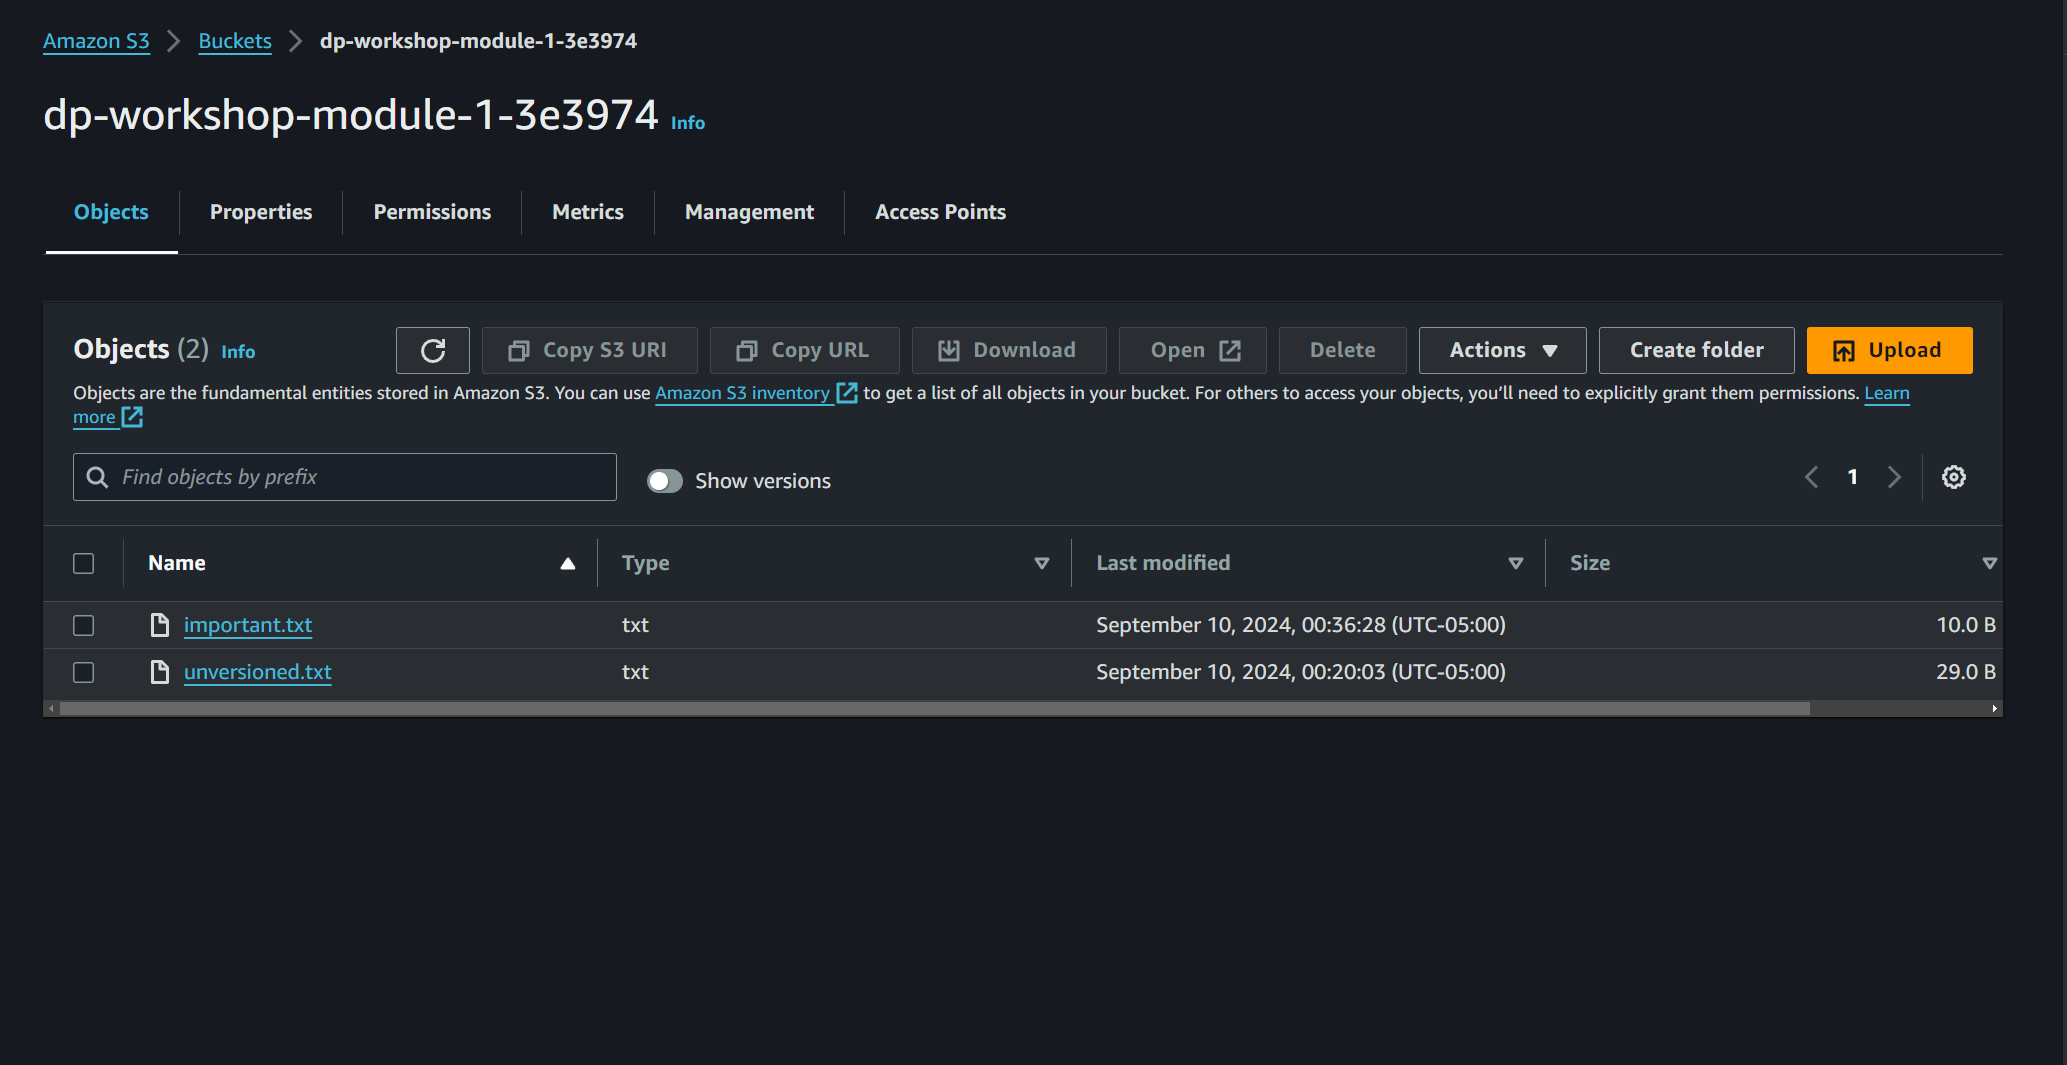 Amazon S3 Buckets dp-workshop-module-1-3e3974
dp-workshop-module-1-3e3974 Info
Objects Properties Permissions Metrics Management Access Points
Objects (2) Info Copy S3 URI Copy URL Download Open Delete Actions Create folder Upload
Objects are the fundamental entities stored in Amazon S3. You can use Amazon S3 inventory to get a list of all objects in your bucket. For others to access your objects, you’ll need to explicitly grant them permissions. Learn
more
Find objects by prefix Show versions 1
Name Type Last modified Size
important.txt txt September 10, 2024, 00:36:28 (UTC-05:00) 10.0 B
unversioned.txt txt September 10, 2024, 00:20:03 (UTC-05:00) 29.0 B